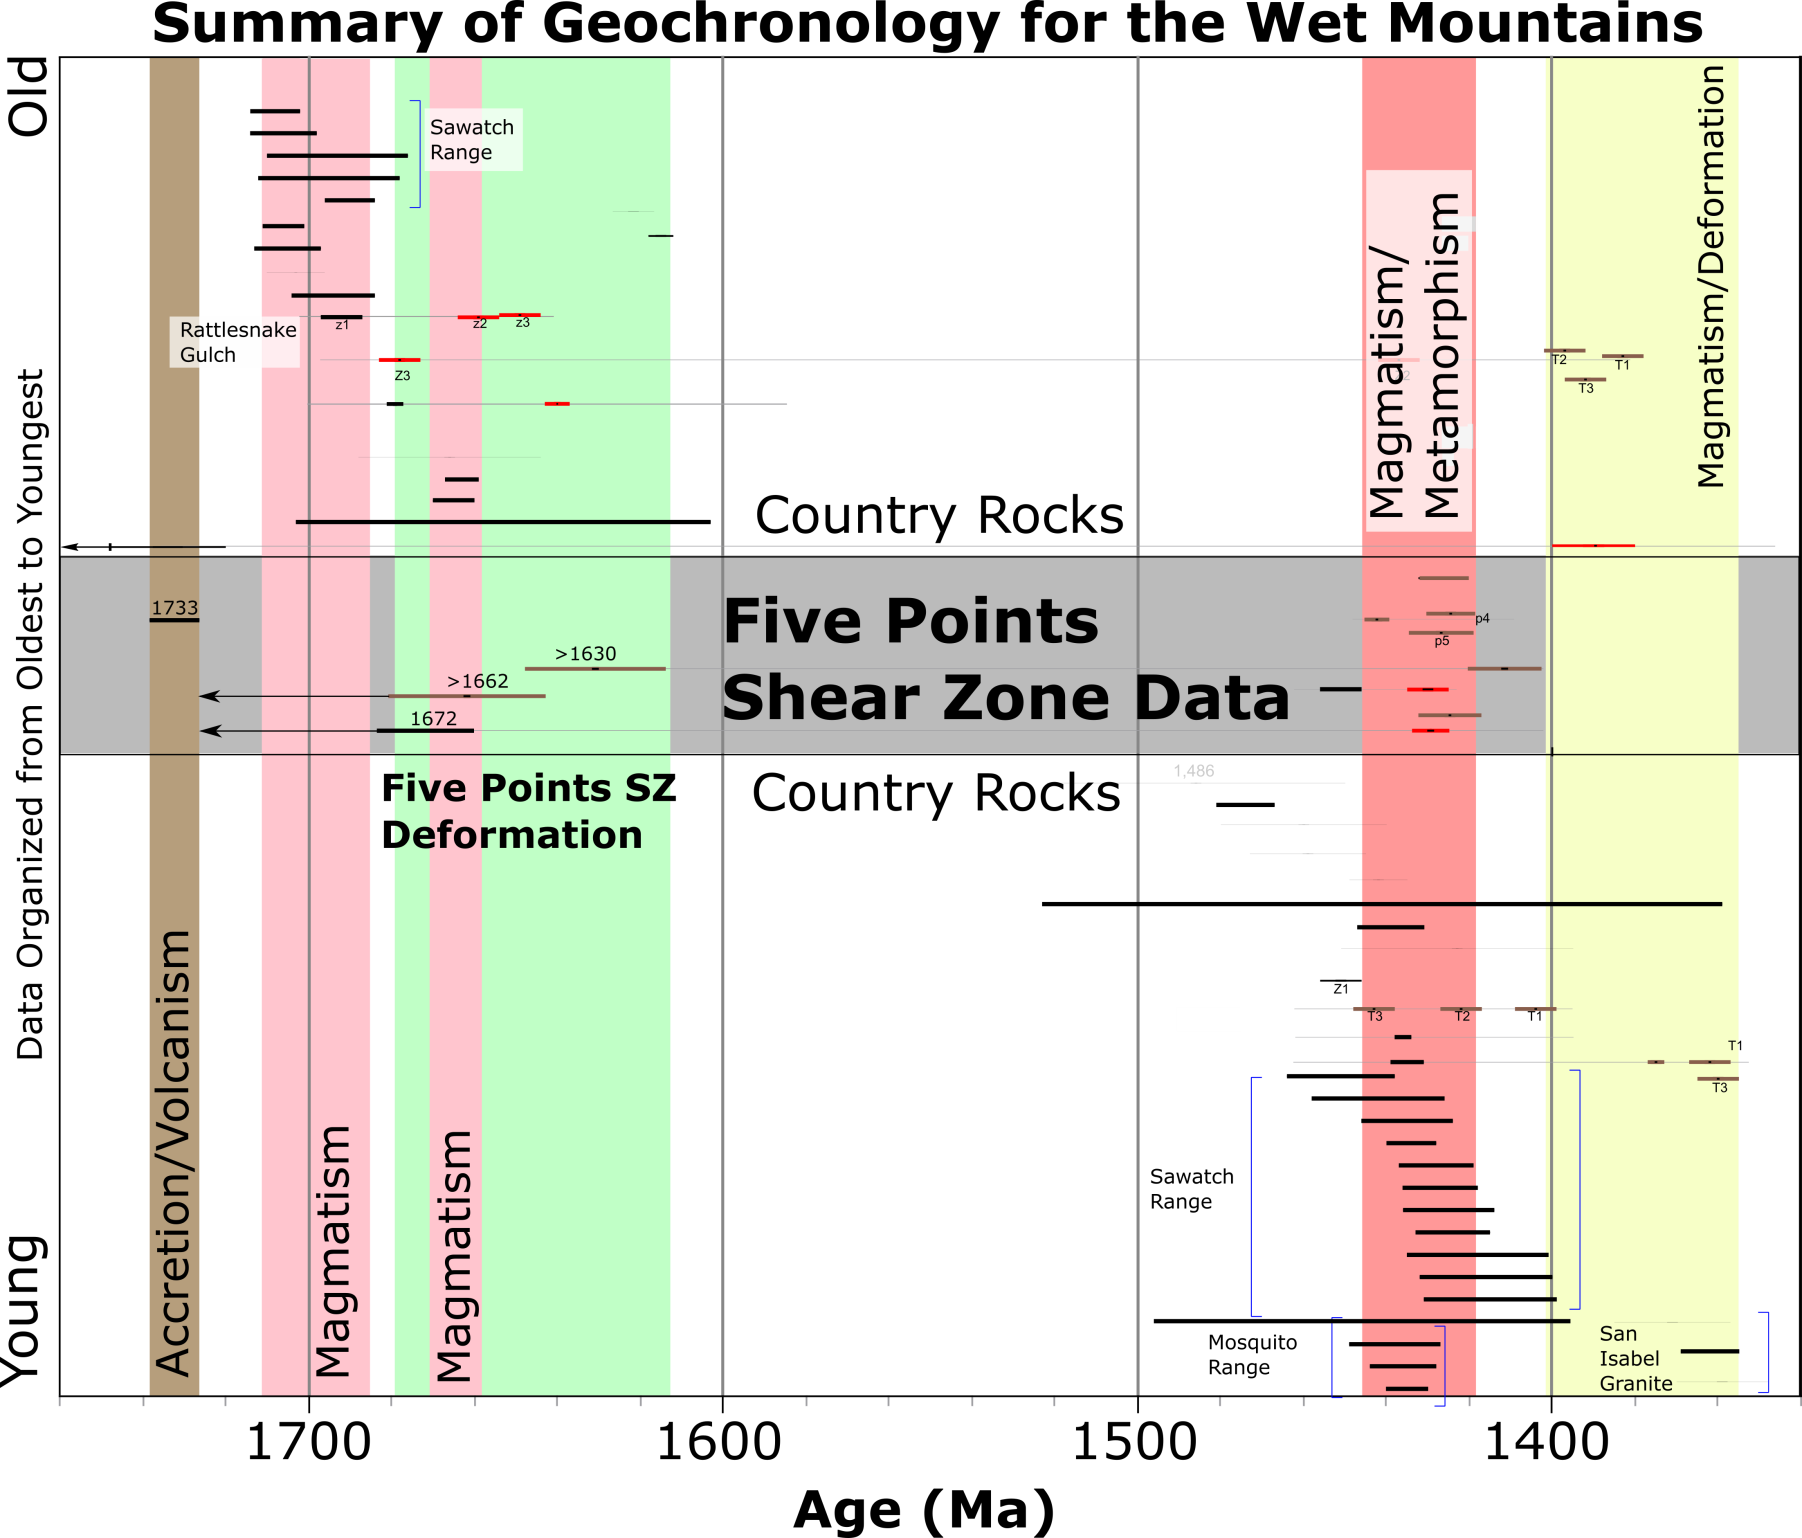 Summary of Geochronology for the Wet Mountains
Old
Data Organized from Oldest to Youngest
Young
Sawatch
Range
Magmatism/
Metamorphism
Magmatism/Deformation
z1
z2
z3
Rattlesnake
Gulch
Z3
2
T2
T1
T3
Country Rocks
1733
>1630
>1662
1672
Five Points
Shear Zone Data
p4
p5
Five Points SZ
Deformation
Country Rocks
1,486
Z1
T3
T2
T1
T1
T3
Accretion/Volcanism
Magmatism
Magmatism
Sawatch
Range
Mosquito
Range
San
Isabel
Granite
1700
1600
1500
1400
Age (Ma)